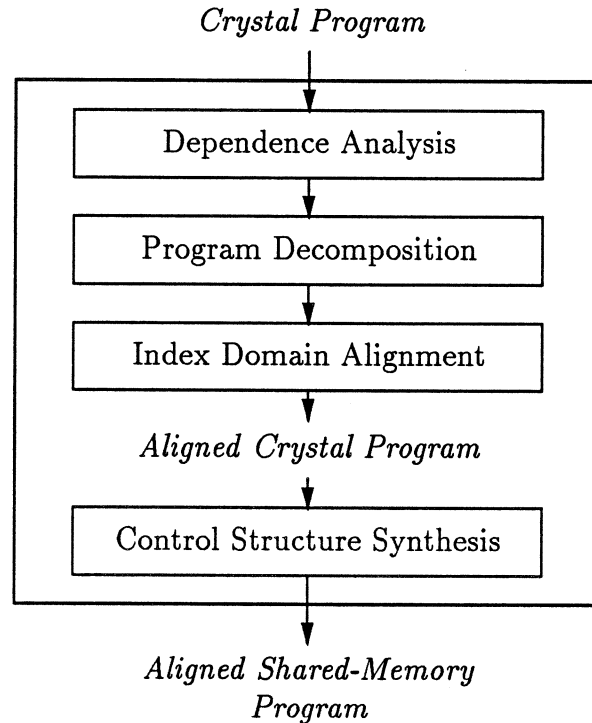 Crystal Program
Dependence Analysis
Program Decomposition
Index Domain Alignment
Aligned Crystal Program
Control Structure Synthesis
Aligned Shared-Memory
Program